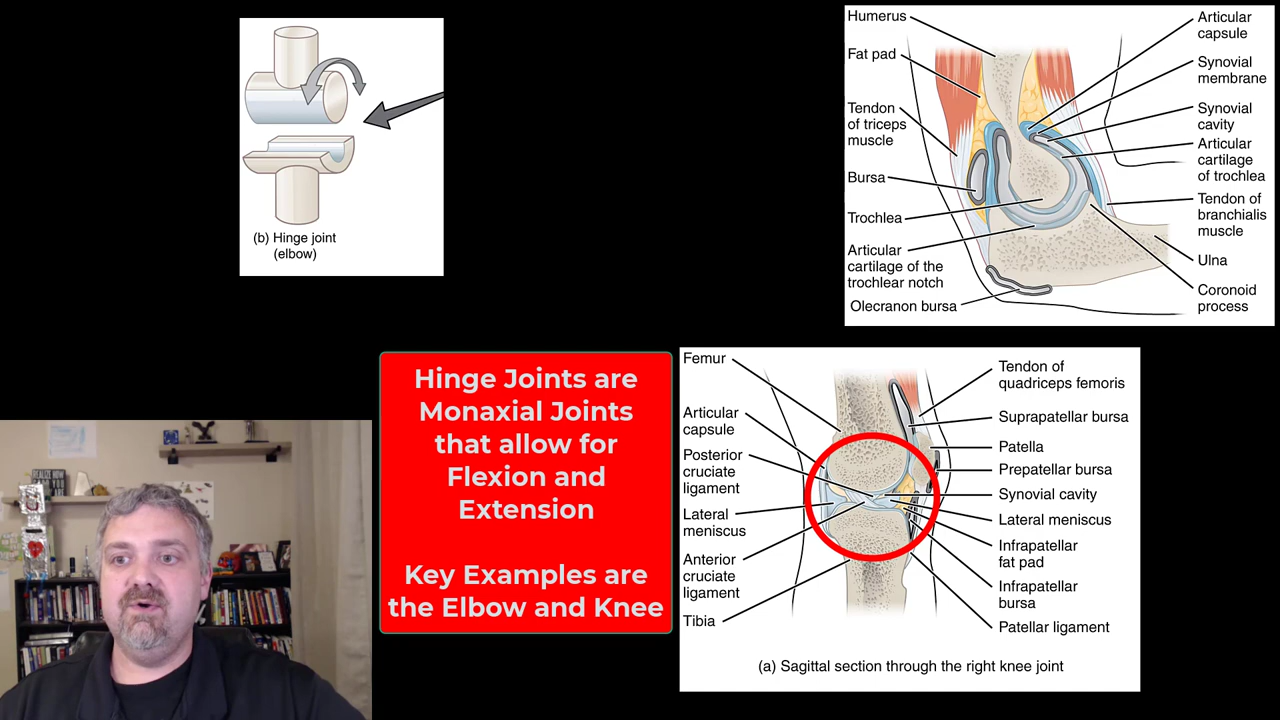 (b) Hinge joint
(elbow)
Humerus
Fat pad
Tendon
of triceps
muscle
Bursa
Trochlea
Articular
cartilage of the
trochlear notch
Olecranon bursa
Articular
capsule
Synovial
membrane
Synovial
cavity
Articular
cartilage
of trochlea
Tendon of
branchialis
muscle
Ulna
Coronoid
process
Hinge Joints are
Monaxial Joints
that allow for
Flexion and
Extension
Key Examples are
the Elbow and Knee
Femur
Articular
capsule
Posterior
cruciate
ligament
Lateral
meniscus
Anterior
cruciate
ligament
Tibia
Tendon of
quadriceps femoris
Suprapatellar bursa
Patella
Prepatellar bursa
Synovial cavity
Lateral meniscus
Infrapatellar
fat pad
Infrapatellar
bursa
Patellar ligament
(a) Sagittal section through the right knee joint